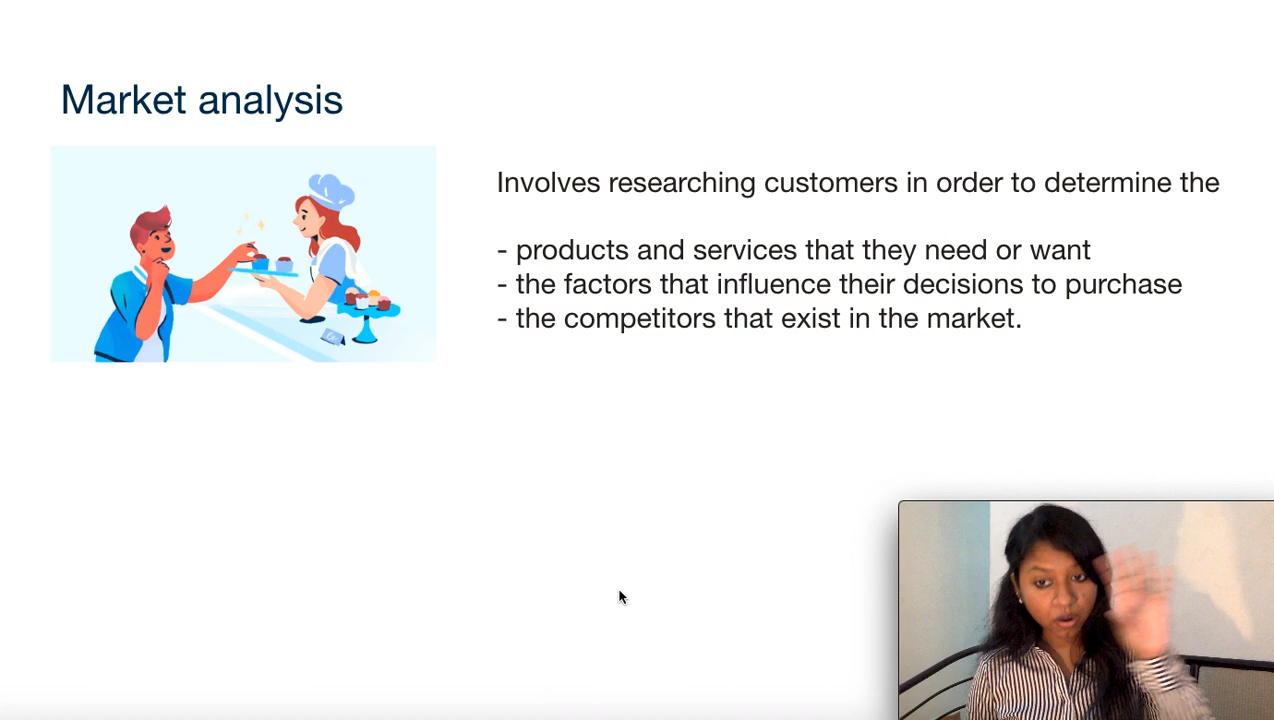 Market analysis
Involves researching customers in order to determine the
- products and services that they need or want
- the factors that influence their decisions to purchase
- the competitors that exist in the market.